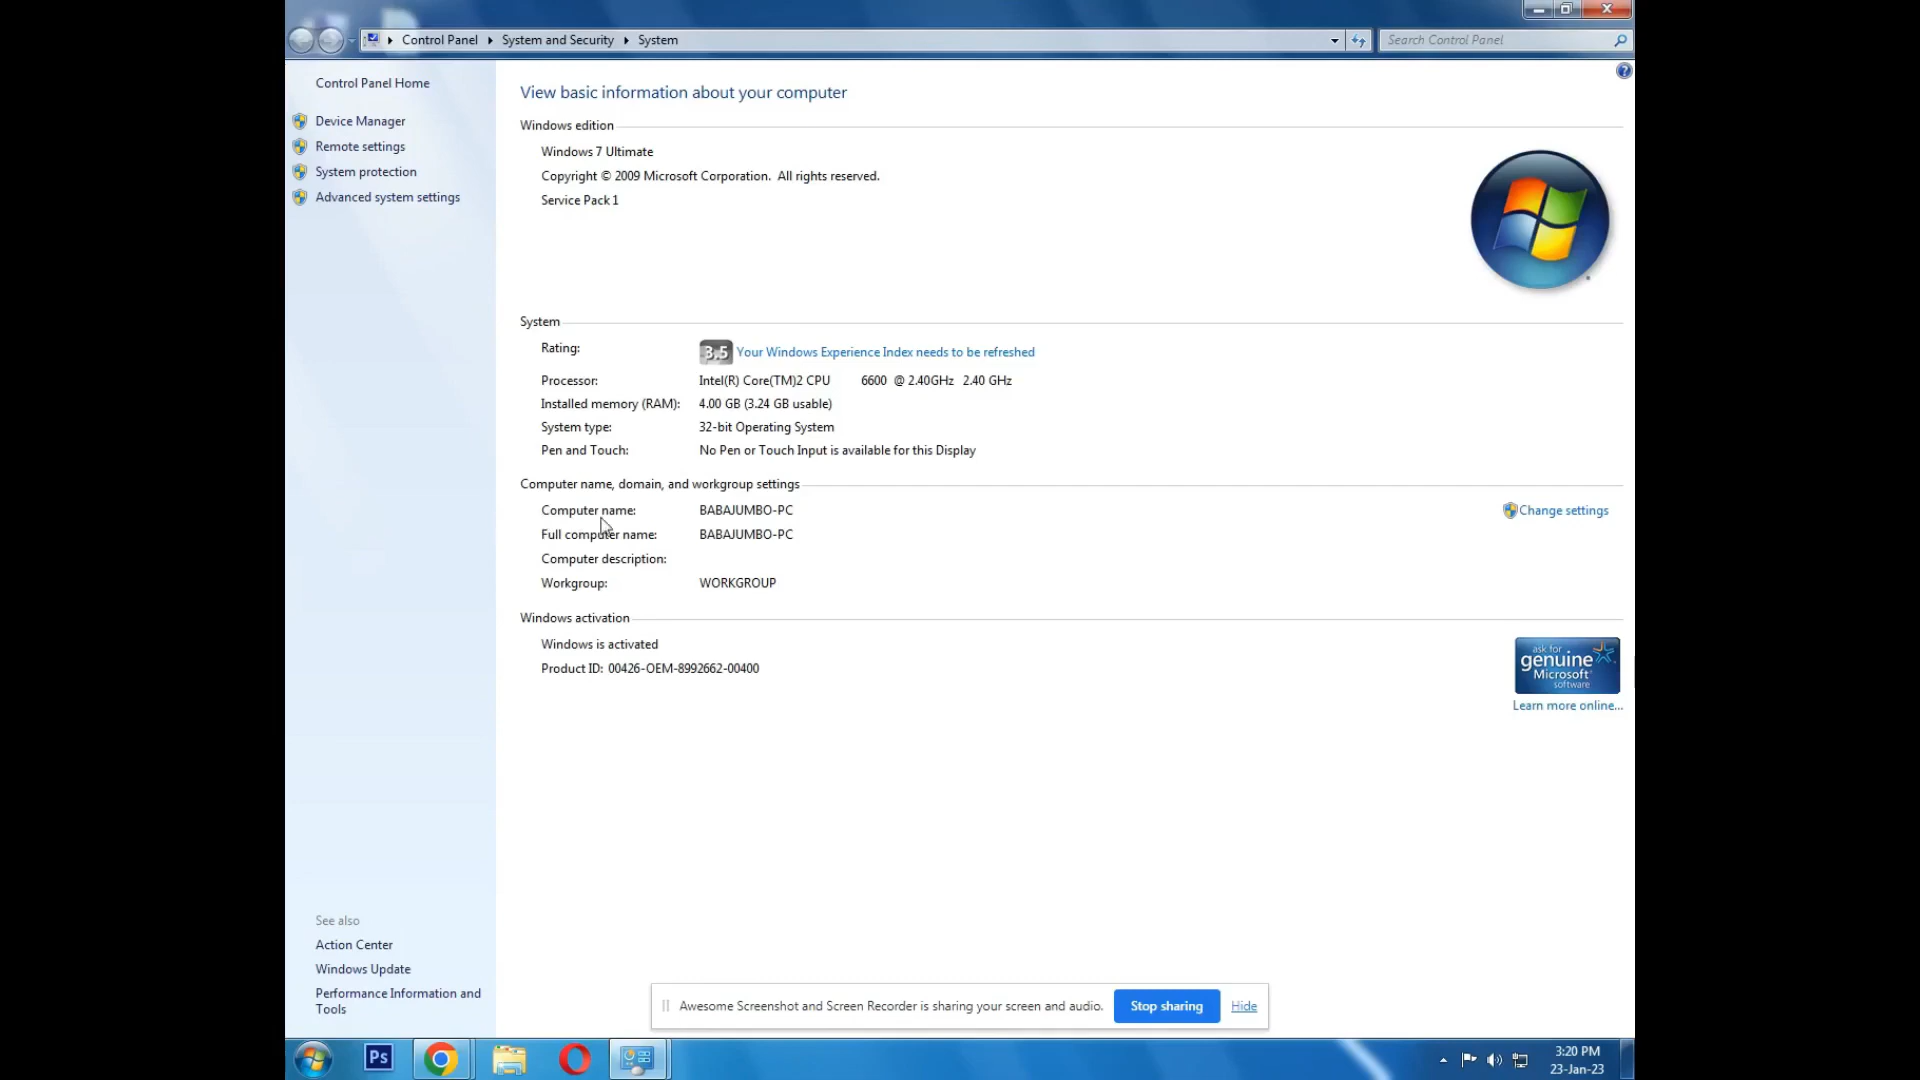 Control Panel System and Security System
Search Control Panel
Control Panel Home
Device Manager
Remote settings
System protection
Advanced system settings
View basic information about your computer
Windows edition
Windows 7 Ultimate
Copyright © 2009 Microsoft Corporation. All rights reserved.
Service Pack 1
System
Rating: 3.5 Your Windows Experience Index needs to be refreshed
Processor: Intel(R) Core(TM)2 CPU 6600 @ 2.40GHz 2.40 GHz
Installed memory (RAM): 4.00 GB (3.24 GB usable)
System type: 32-bit Operating System
Pen and Touch: No Pen or Touch Input is available for this Display
Computer name, domain, and workgroup settings
Computer name: BABAJUMBO-PC
Change settings
Full computer name: BABAJUMBO-PC
Computer description:
Workgroup: WORKGROUP
Windows activation
Windows is activated
Product ID: 00426-OEM-8992662-00400
ask for
genuine
Microsoft
software
Learn more online...
See also
Action Center
Windows Update
Performance Information and
Tools
Awesome Screenshot and Screen Recorder is sharing your screen and audio. Stop sharing Hide
Ps
3:20 PM
23-Jan-23